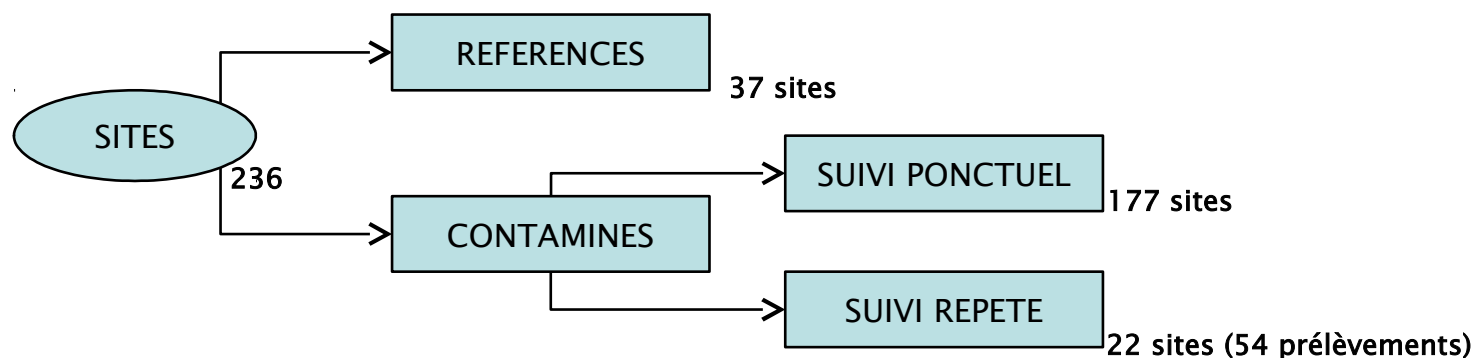 REFERENCES
37 sites
SITES
236
SUIVI PONCTUEL
177 sites
CONTAMINES
SUIVI REPETE
22 sites (54 prélèvements)